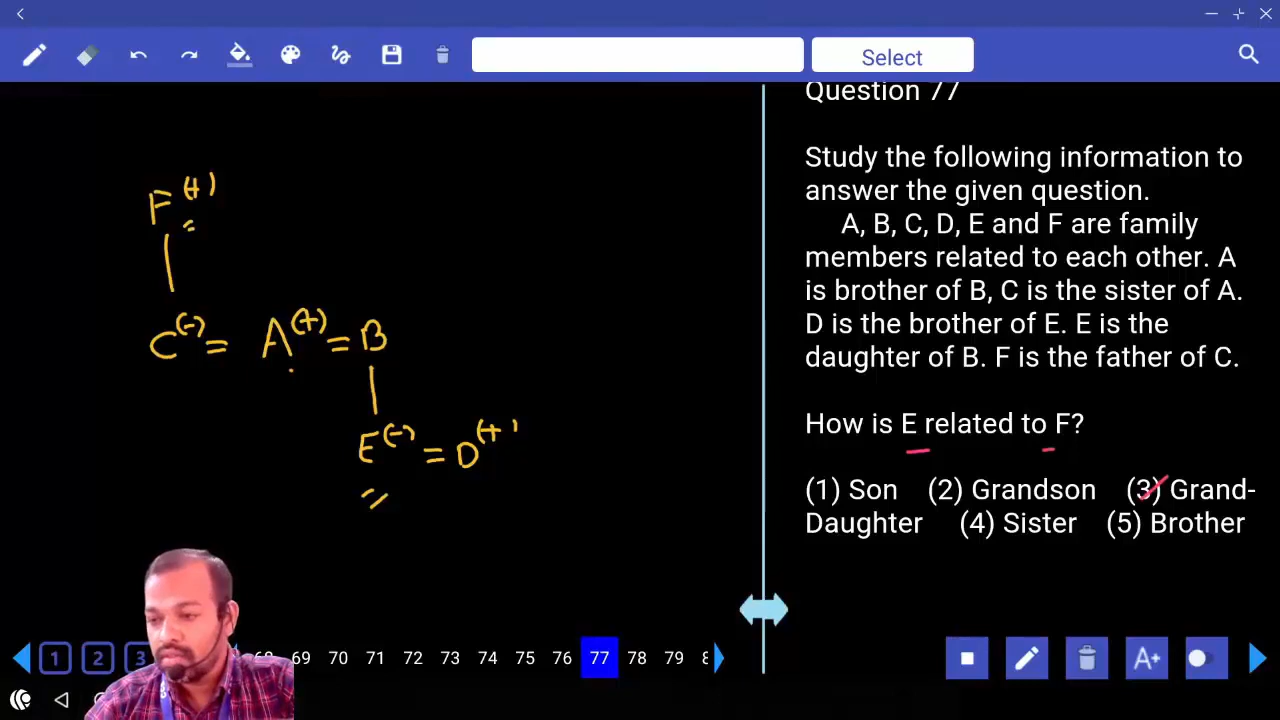 Select
Question 77
Study the following information to
answer the given question.
A, B, C, D, E and F are family
members related to each other. A
is brother of B, C is the sister of A.
D is the brother of E. E is the
daughter of B. F is the father of C.
How is E related to F?
(1) Son (2) Grandson (3) Grand-
Daughter (4) Sister (5) Brother
F(+)
C(-) = A(+) = B
E(-) = D(+)
1 2 3 68 69 70 71 72 73 74 75 76 77 78 79 8
A+